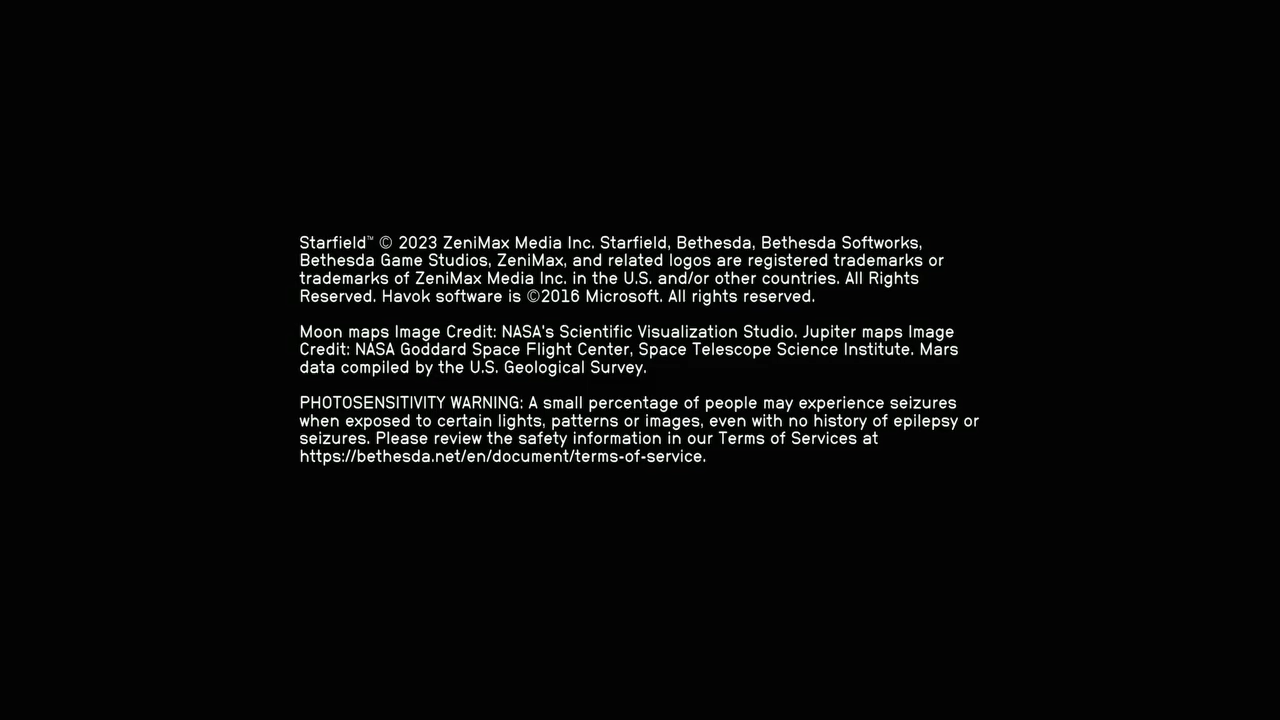 Starfield™ © 2023 ZeniMax Media Inc. Starfield, Bethesda, Bethesda Softworks,
Bethesda Game Studios, ZeniMax, and related logos are registered trademarks or
trademarks of ZeniMax Media Inc. in the U.S. and/or other countries. All Rights
Reserved. Havok software is ©2016 Microsoft. All rights reserved.
Moon maps Image Credit: NASA's Scientific Visualization Studio. Jupiter maps Image
Credit: NASA Goddard Space Flight Center, Space Telescope Science Institute. Mars
data compiled by the U.S. Geological Survey.
PHOTOSENSITIVITY WARNING: A small percentage of people may experience seizures
when exposed to certain lights, patterns or images, even with no history of epilepsy or
seizures. Please review the safety information in our Terms of Services at
https://bethesda.net/en/document/terms-of-service.